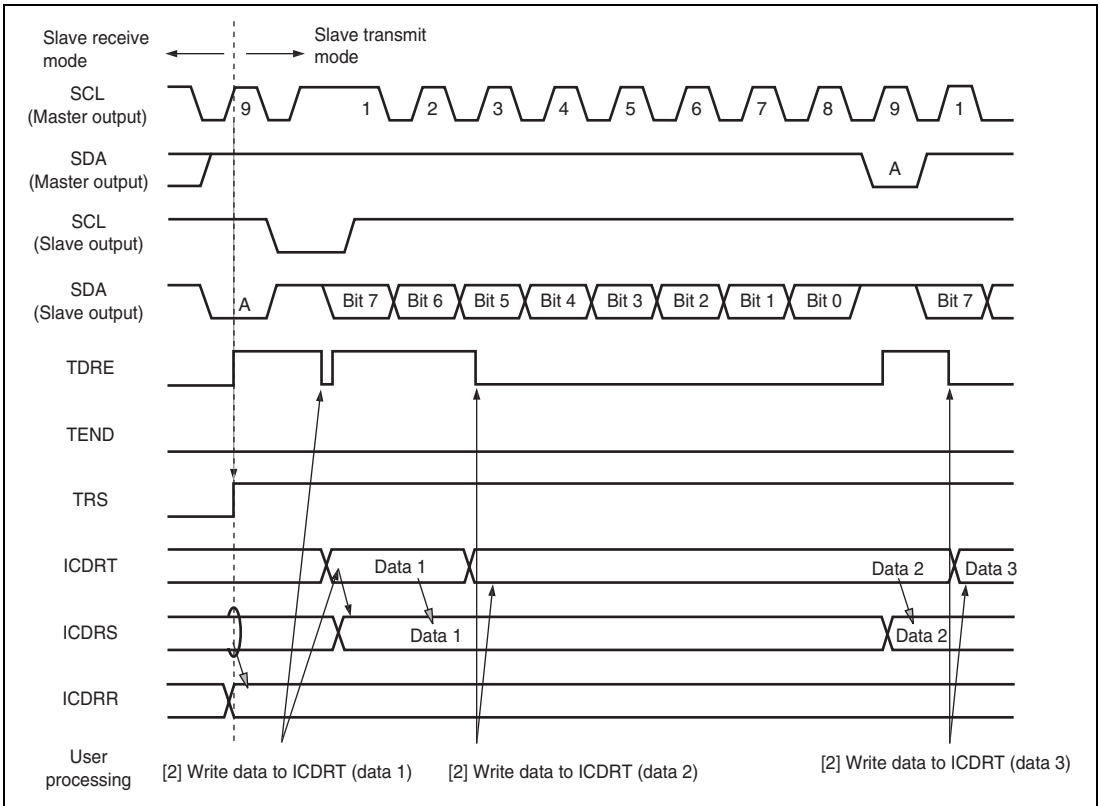 Slave receive
mode
Slave transmit
mode
SCL
(Master output)
9 1 2 3 4 5 6 7 8 9 1
SDA
(Master output)
A
SCL
(Slave output)
SDA
(Slave output)
A Bit 7 Bit 6 Bit 5 Bit 4 Bit 3 Bit 2 Bit 1 Bit 0 Bit 7
TDRE
TEND
TRS
ICDRT
Data 1 Data 2 Data 3
ICDRS
Data 1 Data 2
ICDRR
User
processing
[2] Write data to ICDRT (data 1) [2] Write data to ICDRT (data 2) [2] Write data to ICDRT (data 3)